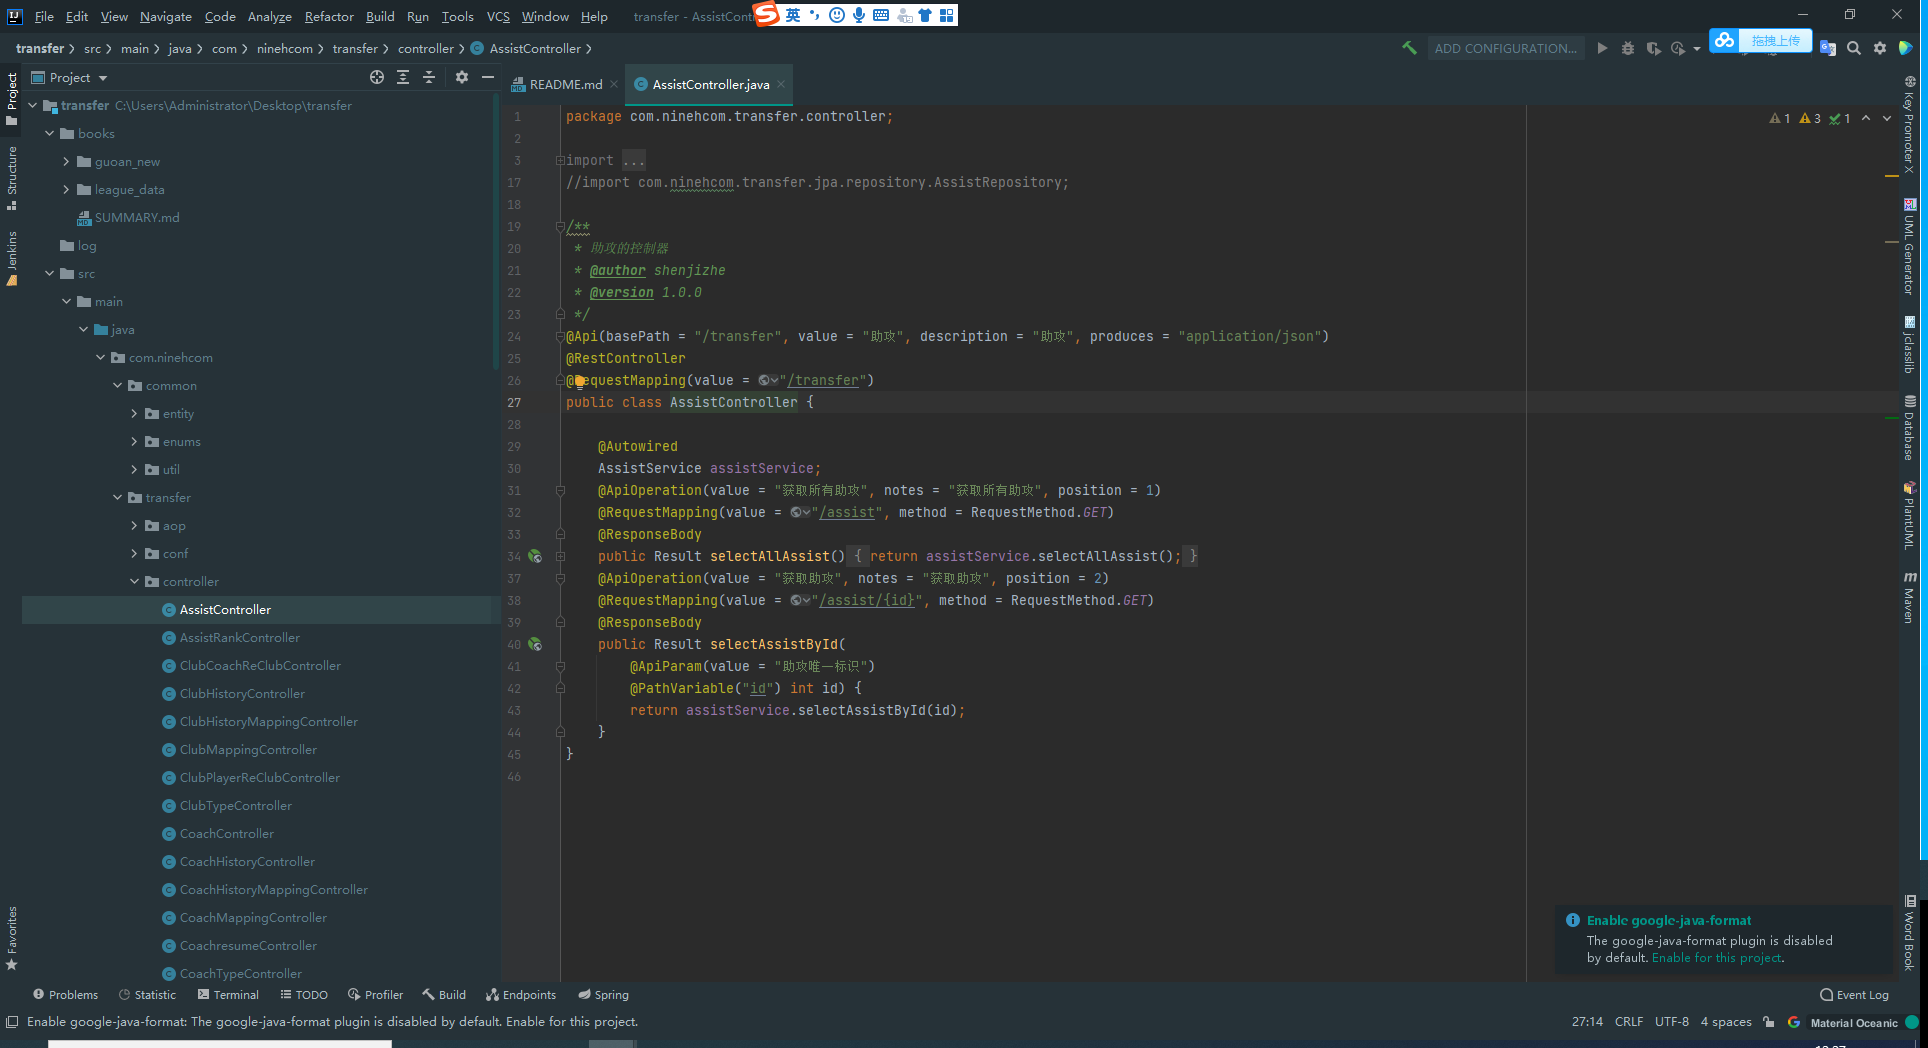 File Edit View Navigate Code Analyze Refactor Build Run Tools VCS Window Help transfer - AssistContr
英
transfer src main java com ninehcom transfer controller AssistController
ADD CONFIGURATION...
拖拽上传
Project
README.md
AssistController.java
transfer C:\Users\Administrator\Desktop\transfer
books
guoan_new
league_data
SUMMARY.md
log
src
main
java
com.ninehcom
common
entity
enums
util
transfer
aop
conf
controller
AssistController
AssistRankController
ClubCoachReClubController
ClubHistoryController
ClubHistoryMappingController
ClubMappingController
ClubPlayerReClubController
ClubTypeController
CoachController
CoachHistoryController
CoachHistoryMappingController
CoachMappingController
CoachresumeController
CoachTypeController
Project
Structure
Jenkins
Favorites
1 package com.ninehcom.transfer.controller;
2
3 import ...
17 //import com.ninehcom.transfer.jpa.repository.AssistRepository;
18
19 /**
20 * 助攻的控制器
21 * @author shenjizhe
22 * @version 1.0.0
23 */
24 @Api(basePath = "/transfer", value = "助攻", description = "助攻", produces = "application/json")
25 @RestController
26 @RequestMapping(value = "/transfer")
27 public class AssistController {
28
29 @Autowired
30 AssistService assistService;
31 @ApiOperation(value = "获取所有助攻", notes = "获取所有助攻", position = 1)
32 @RequestMapping(value = "/assist", method = RequestMethod.GET)
33 @ResponseBody
34 public Result selectAllAssist() { return assistService.selectAllAssist(); }
37 @ApiOperation(value = "获取助攻", notes = "获取助攻", position = 2)
38 @RequestMapping(value = "/assist/{id}", method = RequestMethod.GET)
39 @ResponseBody
40 public Result selectAssistById(
41 @ApiParam(value = "助攻唯一标识")
42 @PathVariable("id") int id) {
43 return assistService.selectAssistById(id);
44 }
45 }
46
1 3 1
Key Promoter X
UML Generator
jclasslib
Database
PlantUML
Maven
Word Book
Enable google-java-format
The google-java-format plugin is disabled
by default. Enable for this project.
Problems Statistic Terminal TODO Profiler Build Endpoints Spring Event Log
Enable google-java-format: The google-java-format plugin is disabled by default. Enable for this project.
27:14 CRLF UTF-8 4 spaces Material Oceanic